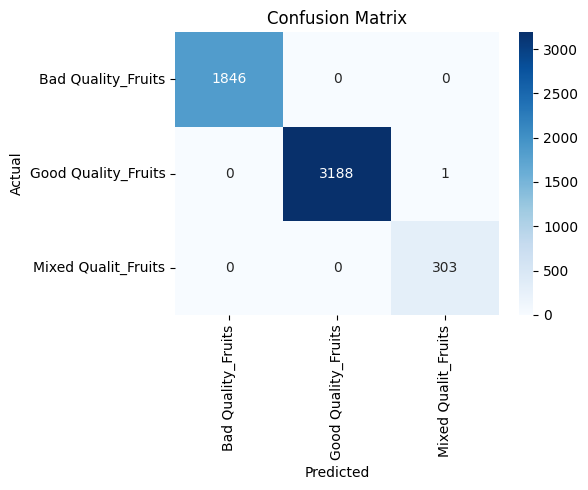 Confusion Matrix
Actual
Bad Quality_Fruits
1846 0 0
3000
2500
Good Quality_Fruits
0 3188 1
2000
1500
1000
Mixed Qualit_Fruits
0 0 303
500
0
Bad Quality_Fruits
Good Quality_Fruits
Mixed Qualit_Fruits
Predicted